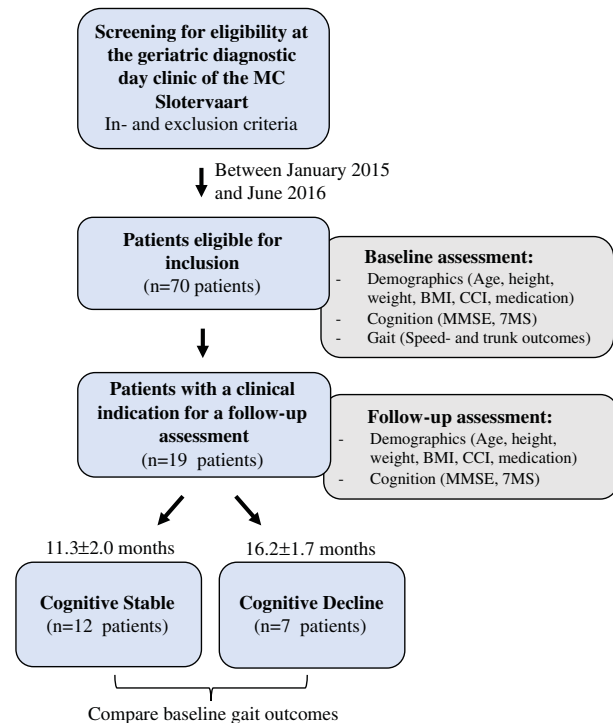 Screening for eligibility at
the geriatric diagnostic
day clinic of the MC
Slotervaart
In- and exclusion criteria
Between January 2015
and June 2016
Patients eligible for
inclusion
(n=70 patients)
Baseline assessment:
- Demographics (Age, height,
weight, BMI, CCI, medication)
- Cognition (MMSE, 7MS)
- Gait (Speed- and trunk outcomes)
Patients with a clinical
indication for a follow-up
assessment
(n=19 patients)
Follow-up assessment:
- Demographics (Age, height,
weight, BMI, CCI, medication)
- Cognition (MMSE, 7MS)
11.3±2.0 months
16.2±1.7 months
Cognitive Stable
(n=12 patients)
Cognitive Decline
(n=7 patients)
Compare baseline gait outcomes